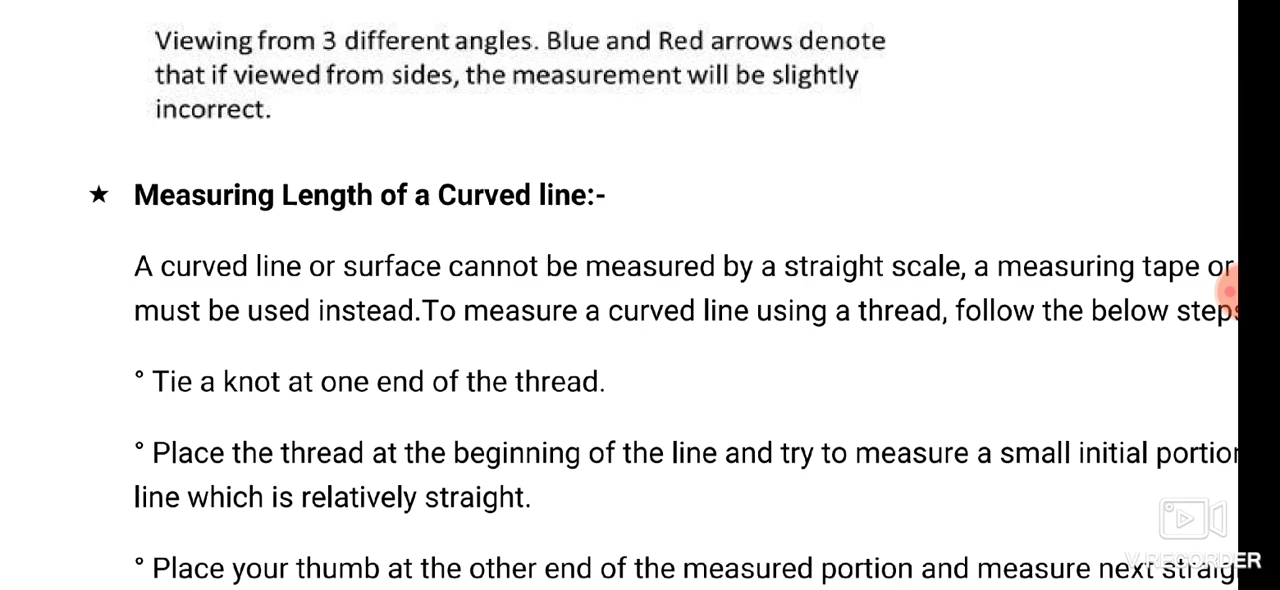 Viewing from 3 different angles. Blue and Red arrows denote
that if viewed from sides, the measurement will be slightly
incorrect.
★ Measuring Length of a Curved line:-
A curved line or surface cannot be measured by a straight scale, a measuring tape or
must be used instead.To measure a curved line using a thread, follow the below steps
° Tie a knot at one end of the thread.
° Place the thread at the beginning of the line and try to measure a small initial portion
line which is relatively straight.
° Place your thumb at the other end of the measured portion and measure next straig
V RECORDER